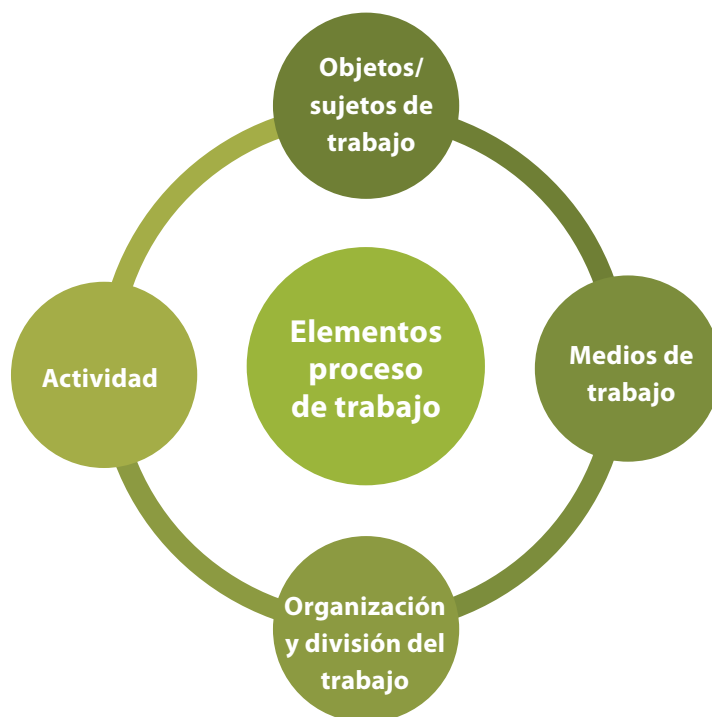 Objetos/
sujetos de
trabajo
Elementos
proceso
de trabajo
Actividad
Medios de
trabajo
Organización
y división del
trabajo